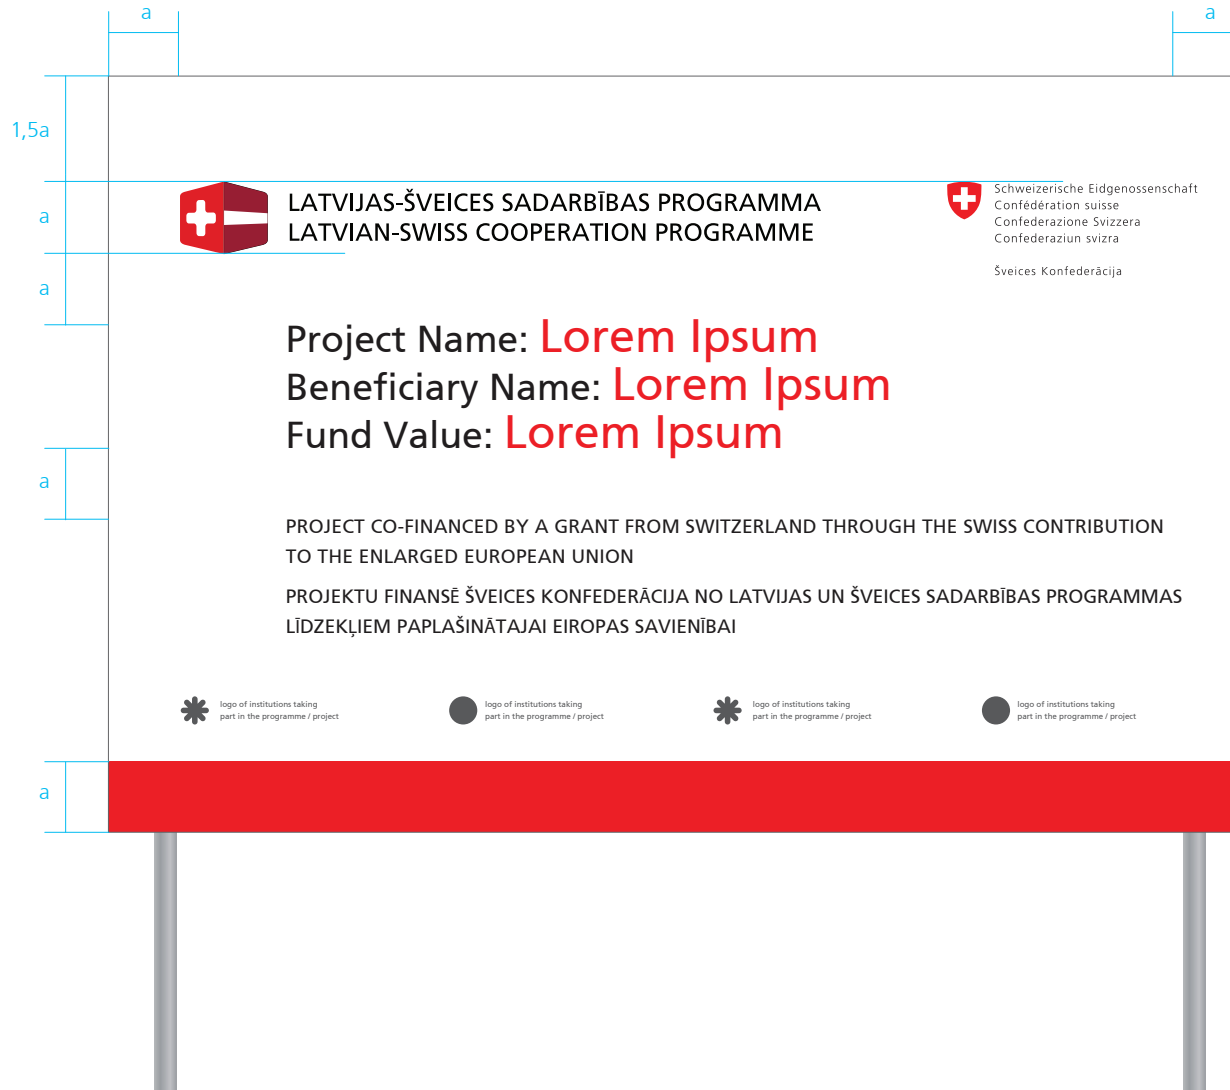 a
a
1,5a
a
LATVIJAS-ŠVEICES SADARBĪBAS PROGRAMMA
LATVIAN-SWISS COOPERATION PROGRAMME
Schweizerische Eidgenossenschaft
Confédération suisse
Confederazione Svizzera
Confederaziun svizra
Šveices Konfederācija
a
Project Name: Lorem Ipsum
Beneficiary Name: Lorem Ipsum
Fund Value: Lorem Ipsum
a
PROJECT CO-FINANCED BY A GRANT FROM SWITZERLAND THROUGH THE SWISS CONTRIBUTION
TO THE ENLARGED EUROPEAN UNION
PROJEKTU FINANSĒ ŠVEICES KONFEDERĀCIJA NO LATVIJAS UN ŠVEICES SADARBĪBAS PROGRAMMAS
LĪDZEKĻIEM PAPLAŠINĀTAJAI EIROPAS SAVIENĪBAI
logo of institutions taking
part in the programme / project
logo of institutions taking
part in the programme / project
logo of institutions taking
part in the programme / project
logo of institutions taking
part in the programme / project
a